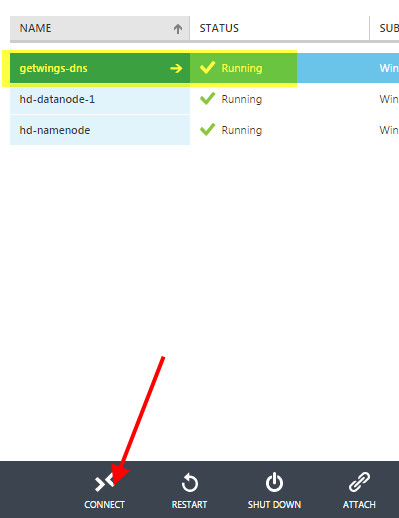 NAME STATUS SUB
getwings-dns Running Win
hd-datanode-1 Running Win
hd-namenode Running Win
CONNECT RESTART SHUT DOWN ATTACH